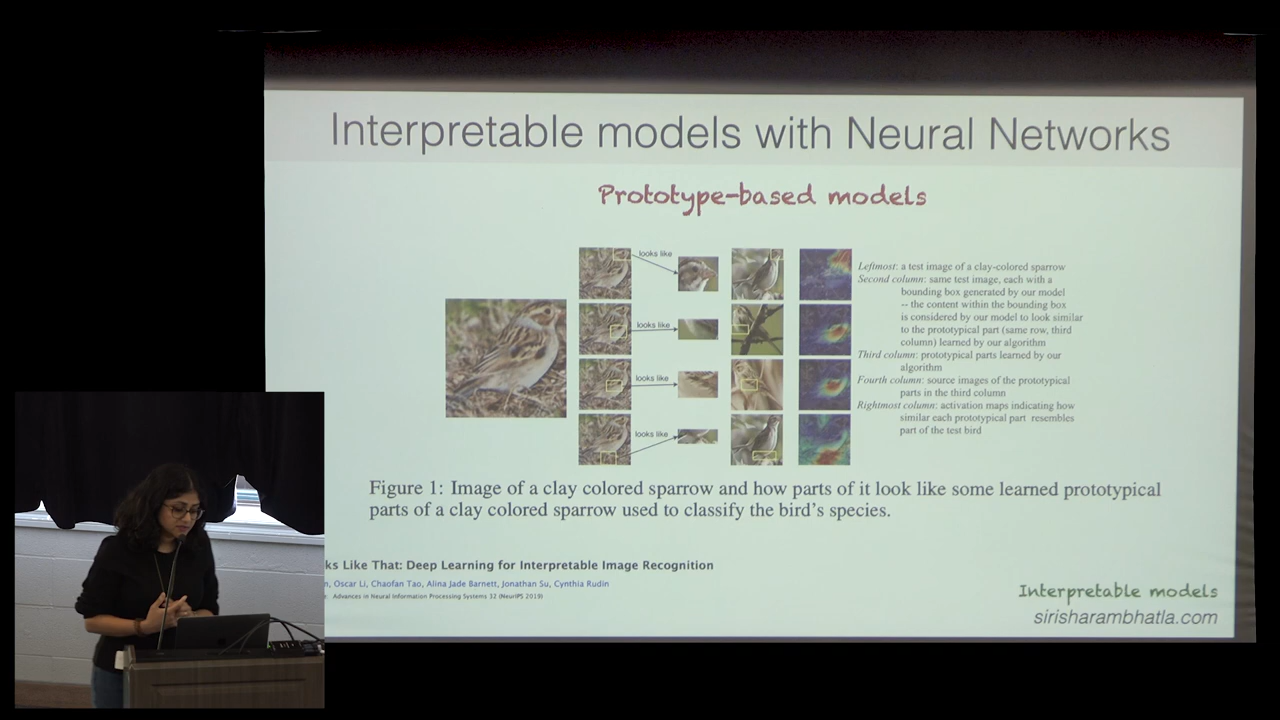 Interpretable models with Neural Networks
Prototype-based models
looks like
looks like
looks like
looks like
Leftmost: a test image of a clay-colored sparrow
Second column: same test image, each with a
bounding box generated by our model
-- the content within the bounding box
is considered by our model to look similar
to the prototypical part (same row, third
column) learned by our algorithm
Third column: prototypical parts learned by our
algorithm
Fourth column: source images of the prototypical
parts in the third column
Rightmost column: activation maps indicating how
similar each prototypical part resembles
part of the test bird
Figure 1: Image of a clay colored sparrow and how parts of it look like some learned prototypical
parts of a clay colored sparrow used to classify the bird's species.
ks Like That: Deep Learning for Interpretable Image Recognition
n, Oscar Li, Chaofan Tao, Alina Jade Barnett, Jonathan Su, Cynthia Rudin
Advances in Neural Information Processing Systems 32 (NeurIPS 2019)
Interpretable models
sirisharambhatla.com